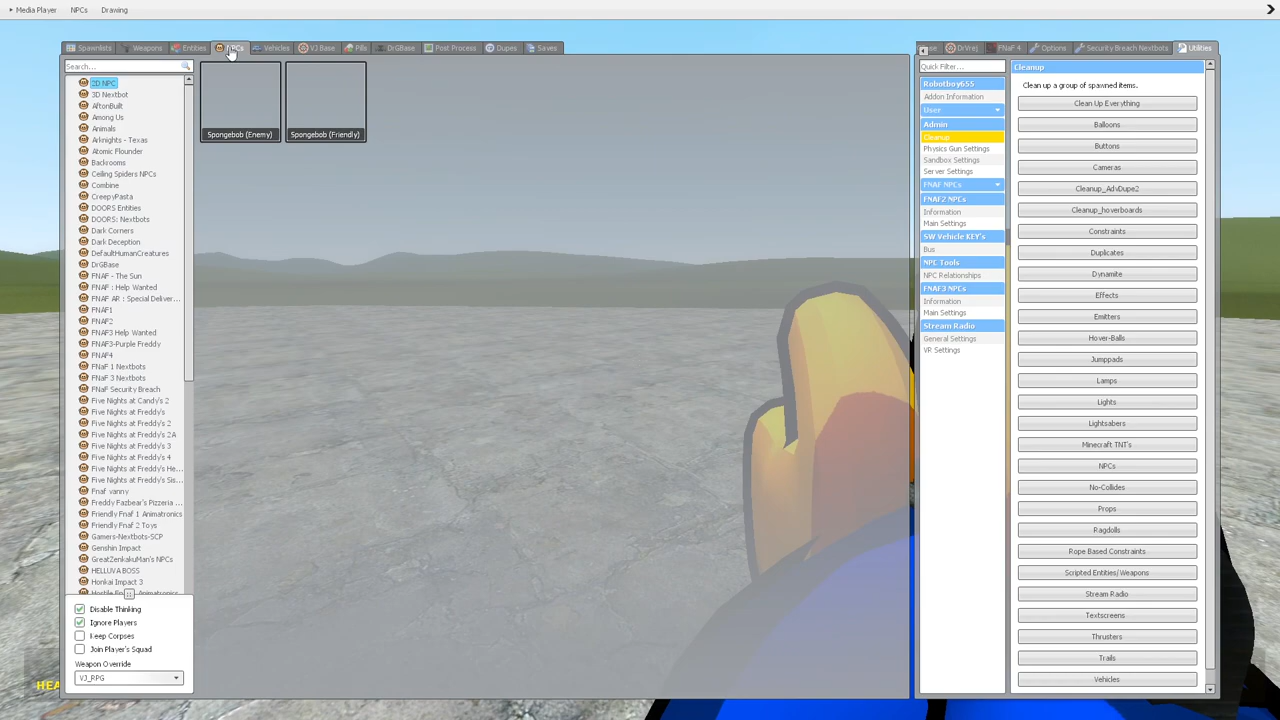 Media Player NPCs Drawing
Spawnlists Weapons Entities NPCs Vehicles VJ Base Pills DrGBase Post Process Dupes Saves
DrVrej FNaF 4 Options Security Breach Nextbots Utilities
Search...
2D NPC
3D Nextbot
AftonBuilt
Among Us
Animals
Arknights - Texas
Atomic Flounder
Backrooms
Ceiling Spiders NPCs
Combine
CreepyPasta
DOORS Entities
DOORS: Nextbots
Dark Corners
Dark Deception
DefaultHumanCreatures
DrGBase
FNAF - The Sun
FNAF : Help Wanted
FNAF AR : Special Deliver...
FNAF1
FNAF2
FNAF3 Help Wanted
FNAF3-Purple Freddy
FNAF4
FNaF 1 Nextbots
FNaF 3 Nextbots
FNaF Security Breach
Five Nights at Candy's 2
Five Nights at Freddy's
Five Nights at Freddy's 2
Five Nights at Freddy's 2A
Five Nights at Freddy's 3
Five Nights at Freddy's 4
Five Nights at Freddy's He...
Five Nights at Freddy's Sis...
Fnaf vanny
Freddy Fazbear's Pizzeria ...
Friendly Fnaf 1 Animatronics
Friendly Fnaf 2 Toys
Gamers-Nextbots-SCP
Genshin Impact
GreatZenkakuMan's NPCs
HELLUVA BOSS
Honkai Impact 3
Disable Thinking
Ignore Players
Keep Corpses
Join Player's Squad
Weapon Override
VJ_RPG
Spongebob (Enemy)
Spongebob (Friendly)
Quick Filter...
Robotboy655
Addon Information
User
Admin
Cleanup
Physics Gun Settings
Sandbox Settings
Server Settings
FNAF NPCs
FNAF2 NPCs
Information
Main Settings
SW Vehicle KEY's
Bus
NPC Tools
NPC Relationships
FNAF3 NPCs
Information
Main Settings
Stream Radio
General Settings
VR Settings
Cleanup
Clean up a group of spawned items.
Clean Up Everything
Balloons
Buttons
Cameras
Cleanup_AdvDupe2
Cleanup_hoverboards
Constraints
Duplicates
Dynamite
Effects
Emitters
Hover-Balls
Jumppads
Lamps
Lights
Lightsabers
Minecraft TNT's
NPCs
No-Collides
Props
Ragdolls
Rope Based Constraints
Scripted Entities/Weapons
Stream Radio
Textscreens
Thrusters
Trails
Vehicles